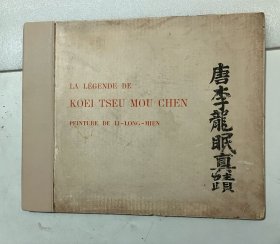 LA LÉGENDE DE
KOEI TSEU MOU CHEN
PEINTURE DE LI-LONG-MIEN
唐李龍眠真蹟